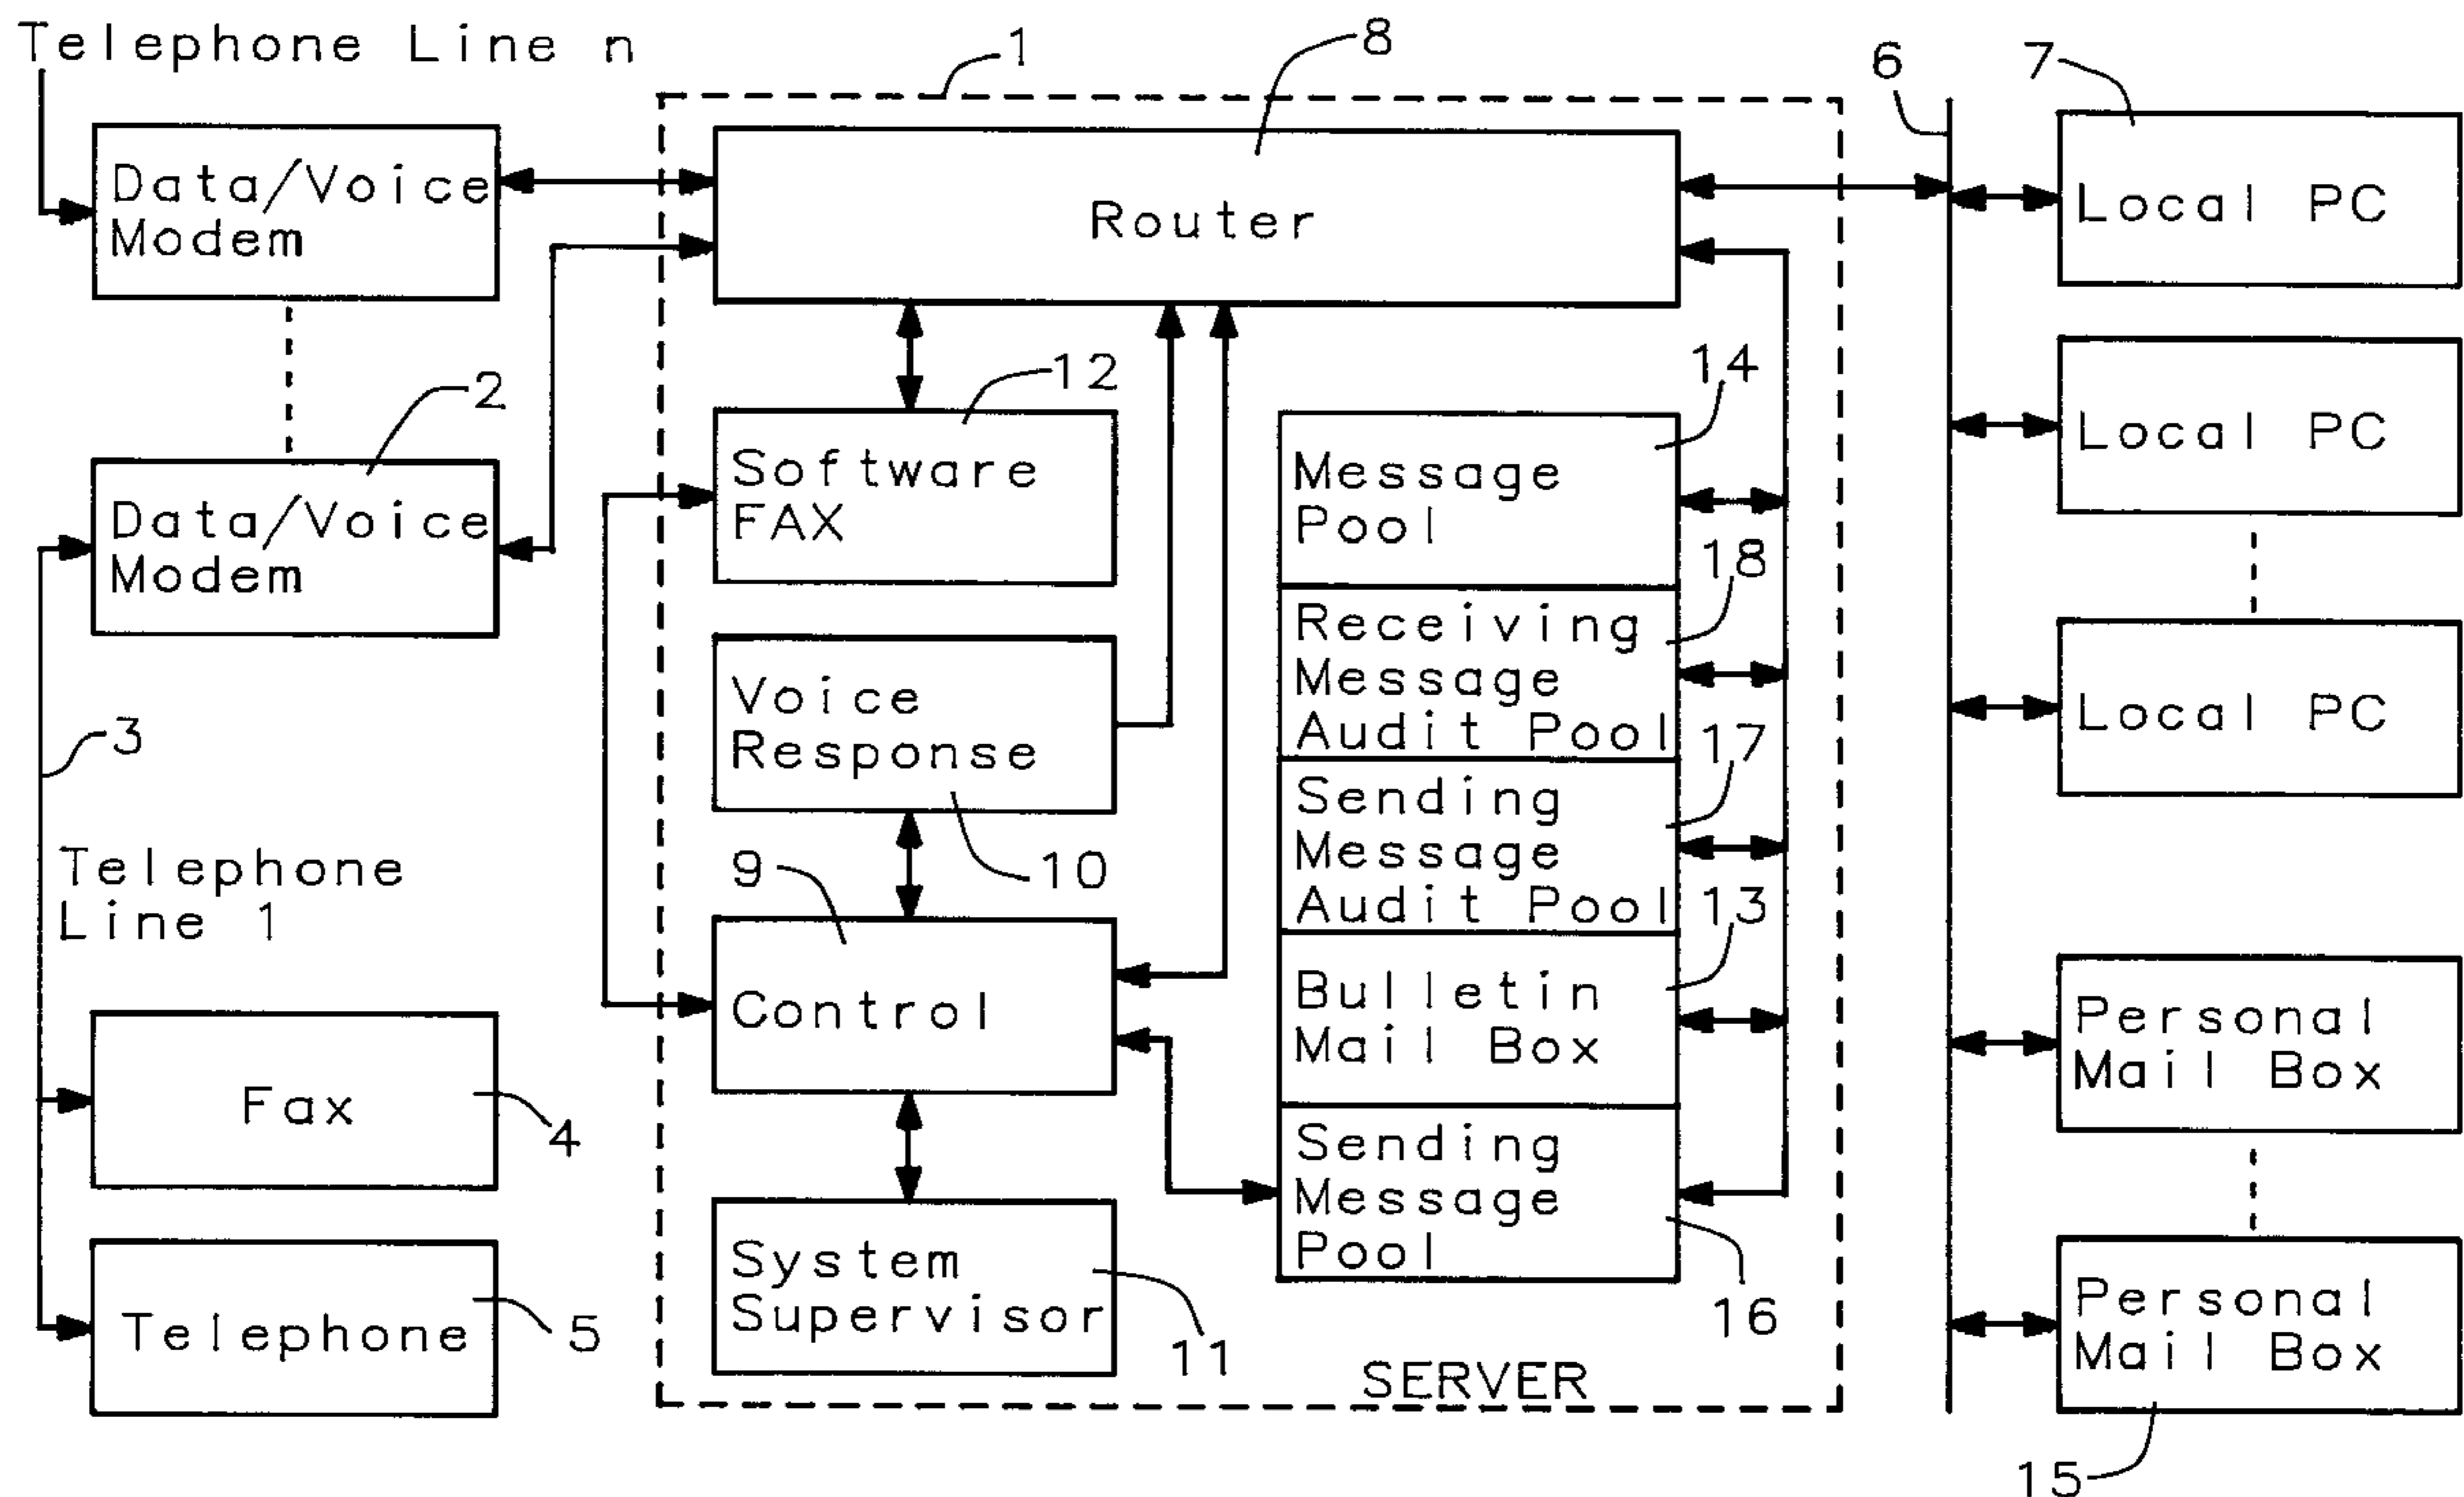 Telephone Line n
1
8
6
7
Data/Voice
Modem
Router
Local PC
2
12
14
Local PC
Data/Voice
Modem
Software
FAX
Message
Pool
18
Receiving
Message
Audit Pool
Local PC
3
Voice
Response
17
Sending
Message
Audit Pool
Telephone
Line 1
9
10
13
Control
Bulletin
Mail Box
Personal
Mail Box
Fax
4
Sending
Message
Pool
System
Supervisor
Telephone
5
11
16
Personal
Mail Box
SERVER
15